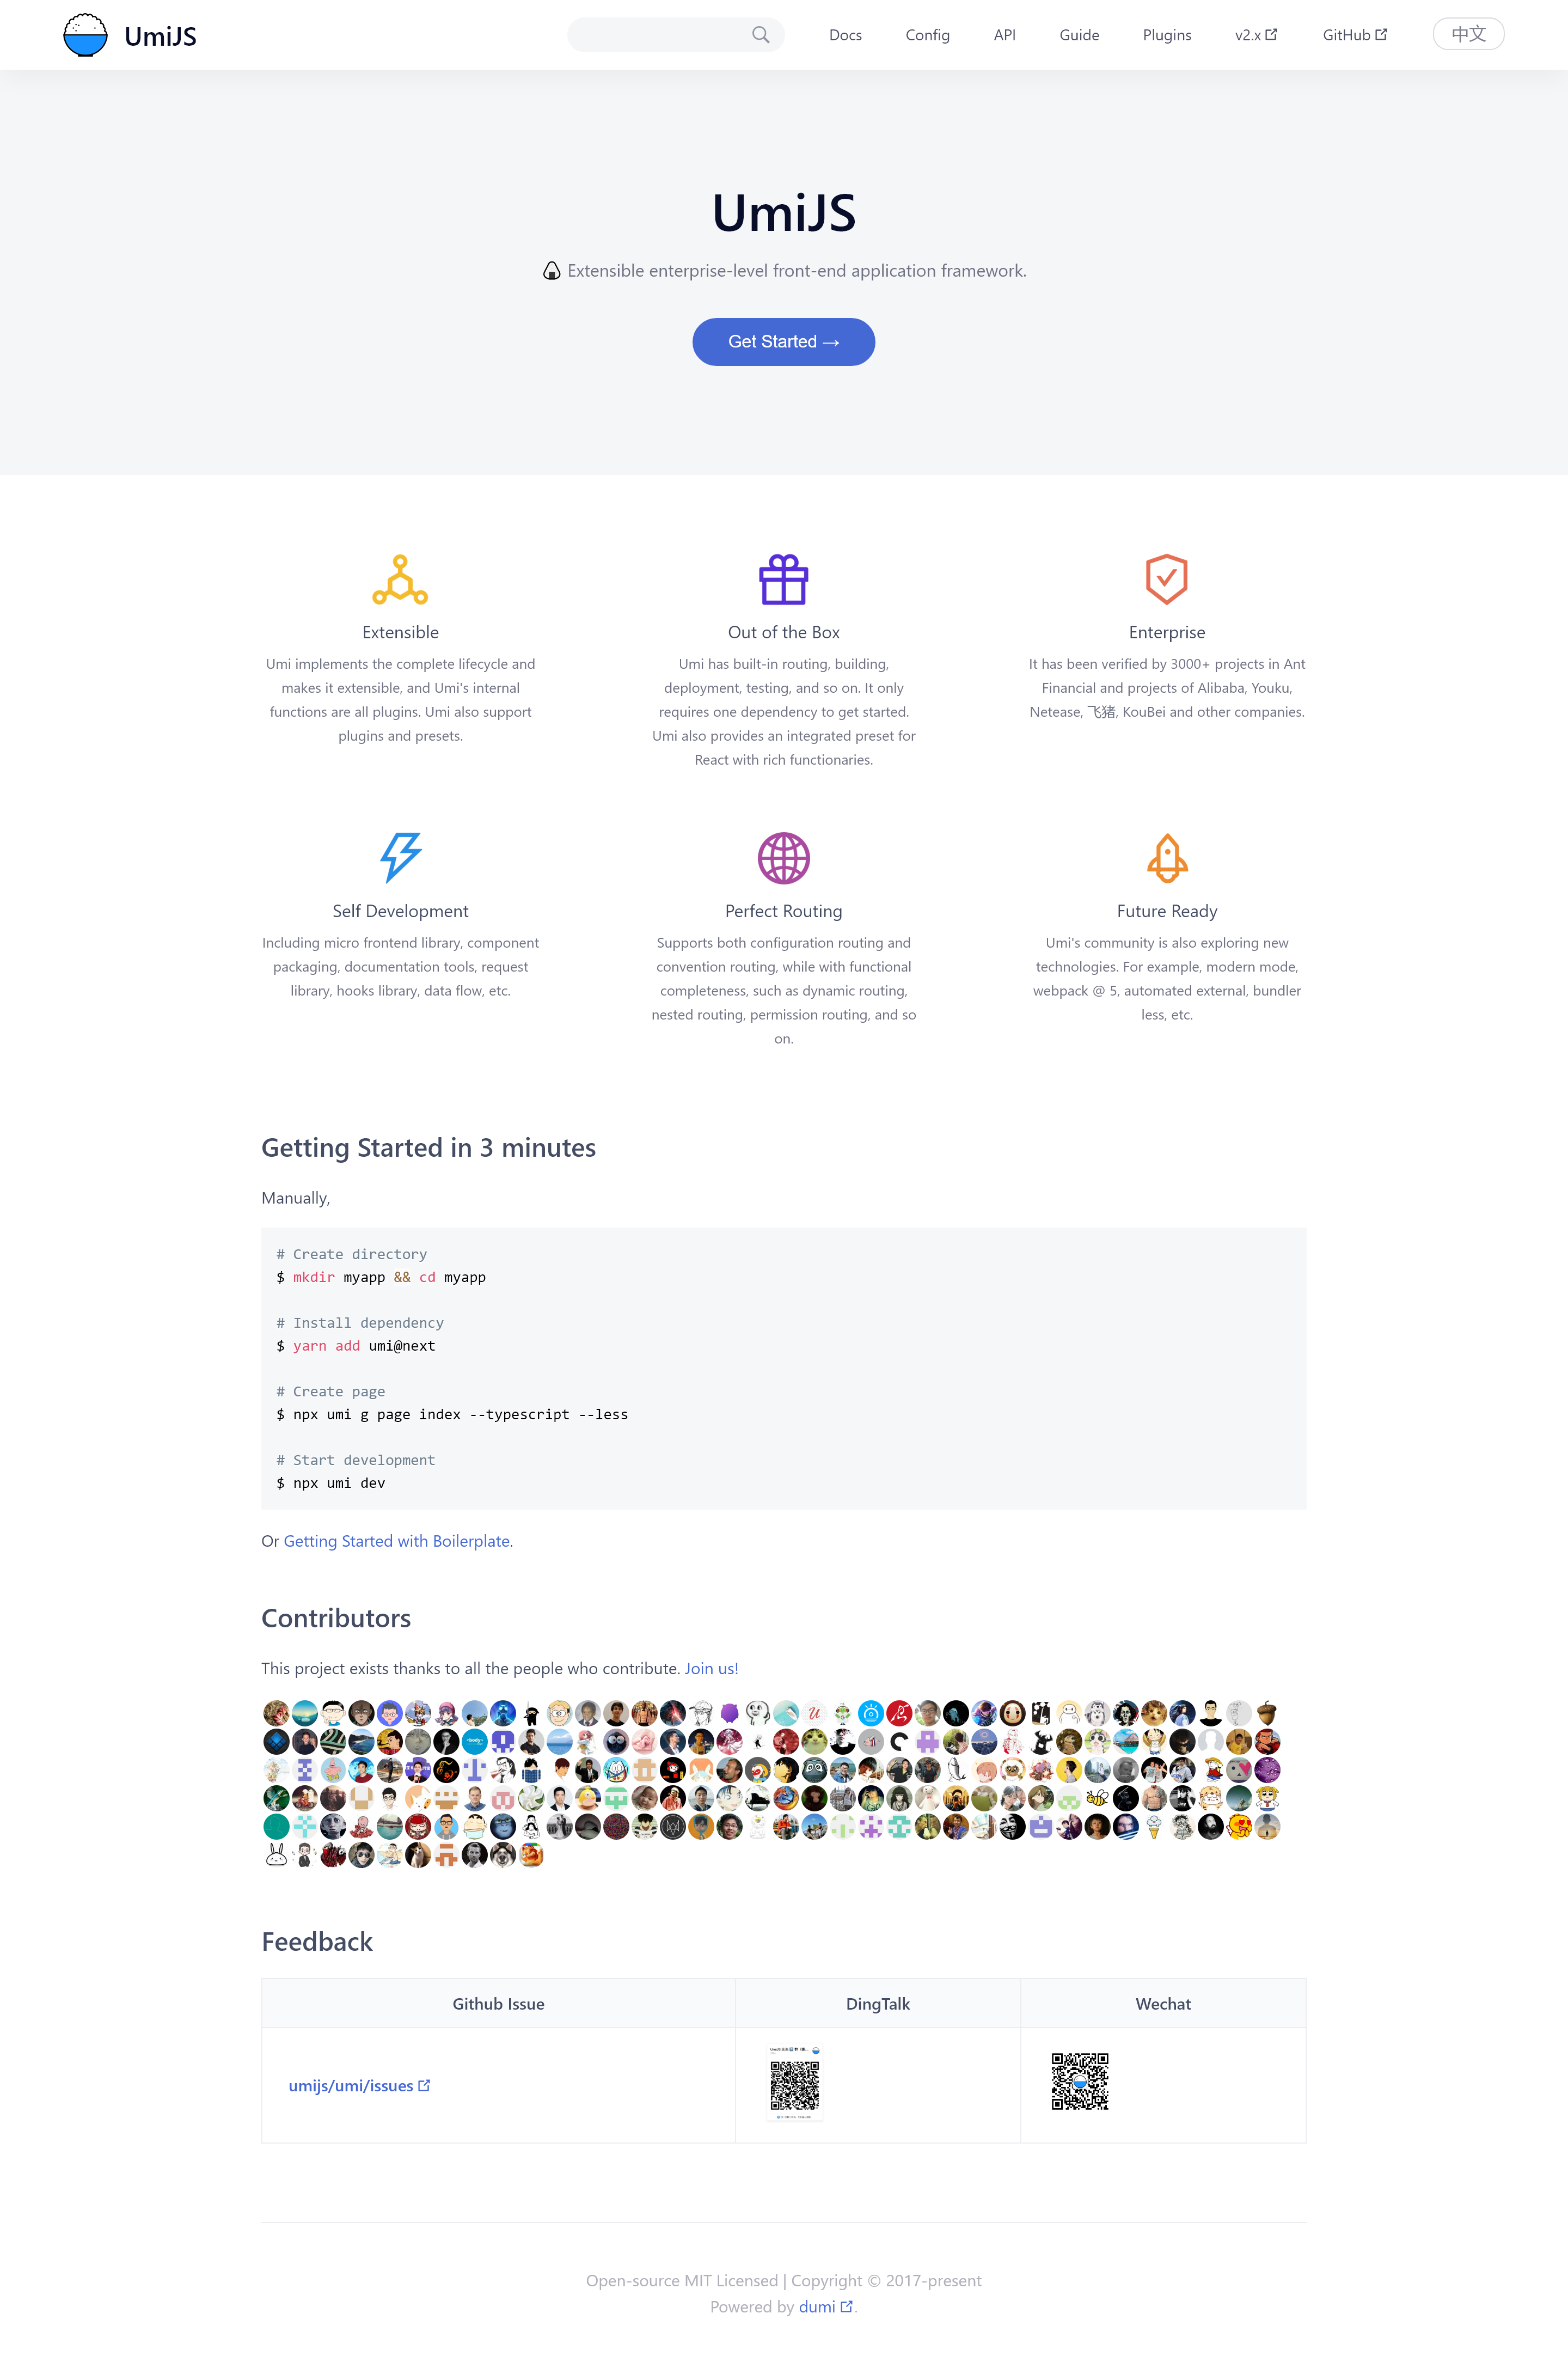 UmiJS
Docs
Config
API
Guide
Plugins
v2.x
GitHub
中文
UmiJS
🍙 Extensible enterprise-level front-end application framework.
Get Started →
Extensible
Umi implements the complete lifecycle and
makes it extensible, and Umi's internal
functions are all plugins. Umi also support
plugins and presets.
Out of the Box
Umi has built-in routing, building,
deployment, testing, and so on. It only
requires one dependency to get started.
Umi also provides an integrated preset for
React with rich functionaries.
Enterprise
It has been verified by 3000+ projects in Ant
Financial and projects of Alibaba, Youku,
Netease, 飞猪, KouBei and other companies.
Self Development
Including micro frontend library, component
packaging, documentation tools, request
library, hooks library, data flow, etc.
Perfect Routing
Supports both configuration routing and
convention routing, while with functional
completeness, such as dynamic routing,
nested routing, permission routing, and so
on.
Future Ready
Umi's community is also exploring new
technologies. For example, modern mode,
webpack @ 5, automated external, bundler
less, etc.
Getting Started in 3 minutes
Manually,
# Create directory
$ mkdir myapp && cd myapp
# Install dependency
$ yarn add umi@next
# Create page
$ npx umi g page index --typescript --less
# Start development
$ npx umi dev
Or Getting Started with Boilerplate.
Contributors
This project exists thanks to all the people who contribute. Join us!
Feedback
Github Issue
DingTalk
Wechat
umijs/umi/issues
Open-source MIT Licensed | Copyright © 2017-present
Powered by dumi.